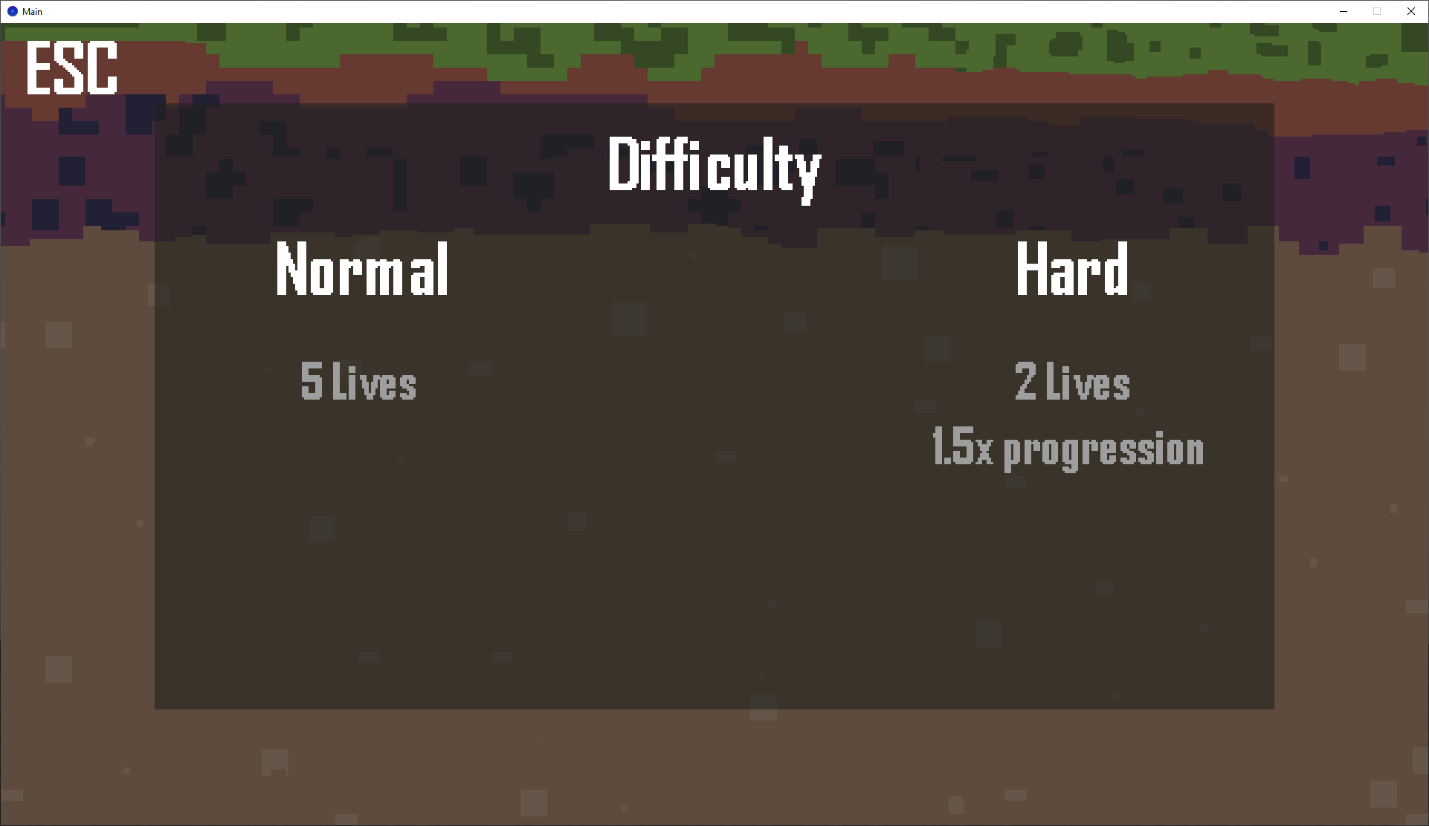 Main
ESC
Difficulty
Normal
Hard
5 Lives
2 Lives
1.5x progression